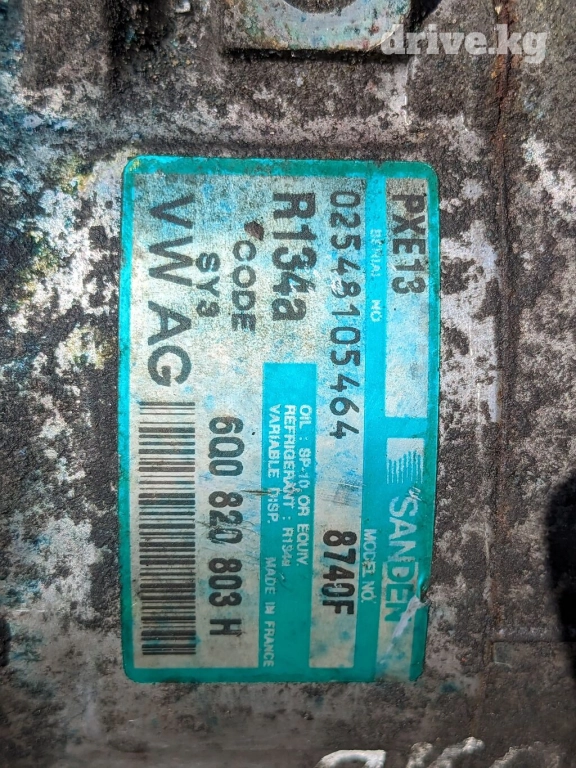 drive.kg
PXE13
SANDEN
SERIAL NO.
MODEL NO.
02548105464
8740F
R134a
OIL : SP-10, OR EQUIV.
REFRIGERANT : R134a
VARIABLE DISP.
MADE IN FRANCE
CODE
SY3
6Q0 820 803 H
VW AG